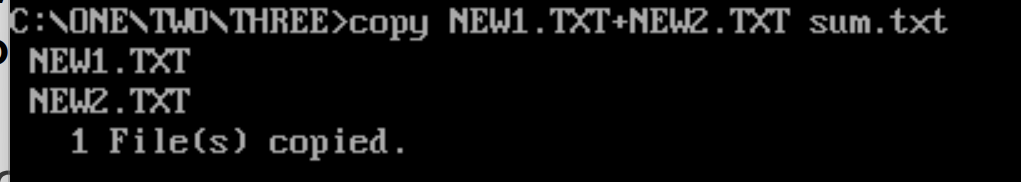 C:\ONE\TWO\THREE>copy NEW1.TXT+NEW2.TXT sum.txt
NEW1.TXT
NEW2.TXT
1 File(s) copied.